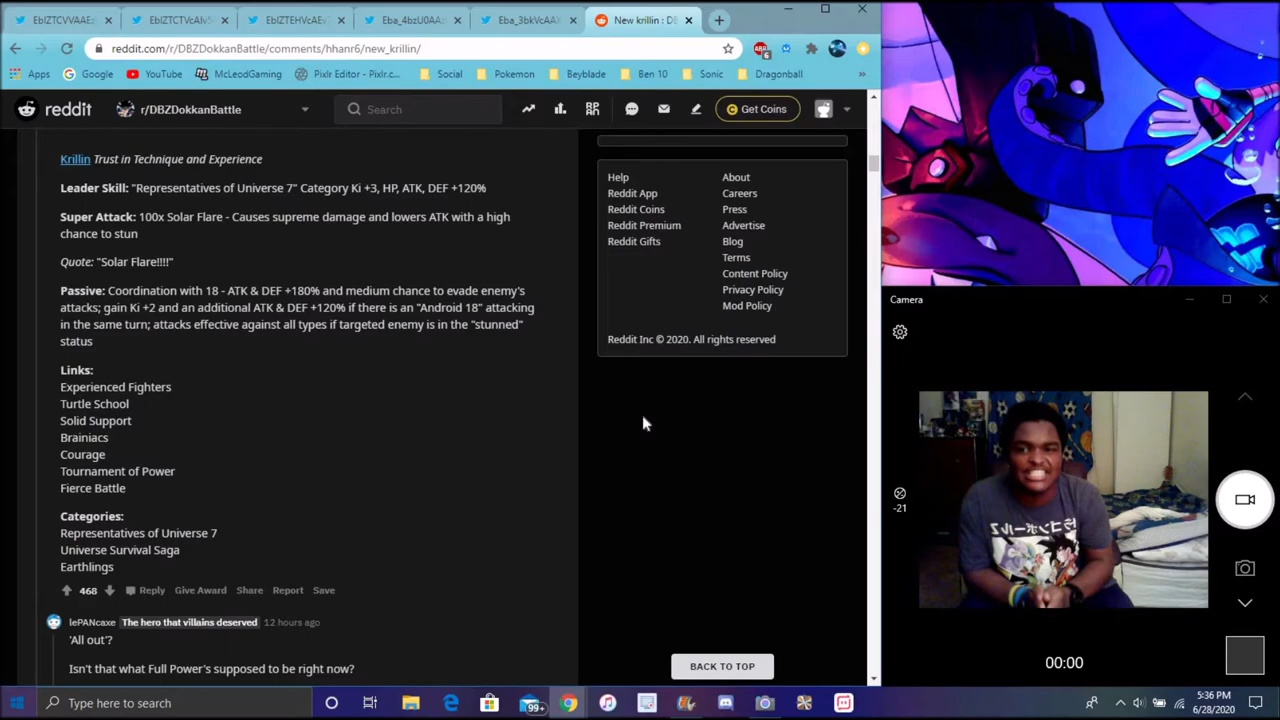 EbIZTCVVAAE
EbIZTCTVcAIv5
EbIZTEHVcAEv
Eba_4bzU0AA
Eba_3bkVcAAX
New krillin : DB
reddit.com/r/DBZDokkanBattle/comments/hhanr6/new_krillin/
6
Apps
Google
YouTube
McLeodGaming
Pixlr Editor - Pixlr.c...
Social
Pokemon
Beyblade
Ben 10
Sonic
Dragonball
reddit
r/DBZDokkanBattle
Search
Get Coins
Krillin Trust in Technique and Experience
Leader Skill: "Representatives of Universe 7" Category Ki +3, HP, ATK, DEF +120%
Super Attack: 100x Solar Flare - Causes supreme damage and lowers ATK with a high
chance to stun
Quote: "Solar Flare!!!!"
Passive: Coordination with 18 - ATK & DEF +180% and medium chance to evade enemy's
attacks; gain Ki +2 and an additional ATK & DEF +120% if there is an "Android 18" attacking
in the same turn; attacks effective against all types if targeted enemy is in the "stunned"
status
Links:
Experienced Fighters
Turtle School
Solid Support
Brainiacs
Courage
Tournament of Power
Fierce Battle
Categories:
Representatives of Universe 7
Universe Survival Saga
Earthlings
468 Reply Give Award Share Report Save
lePANcaxe The hero that villains deserved 12 hours ago
'All out'?
Isn't that what Full Power's supposed to be right now?
Help
About
Reddit App
Careers
Reddit Coins
Press
Reddit Premium
Advertise
Reddit Gifts
Blog
Terms
Content Policy
Privacy Policy
Mod Policy
Reddit Inc © 2020. All rights reserved
BACK TO TOP
Camera
-21
00:00
Type here to search
99+
5:36 PM
6/28/2020